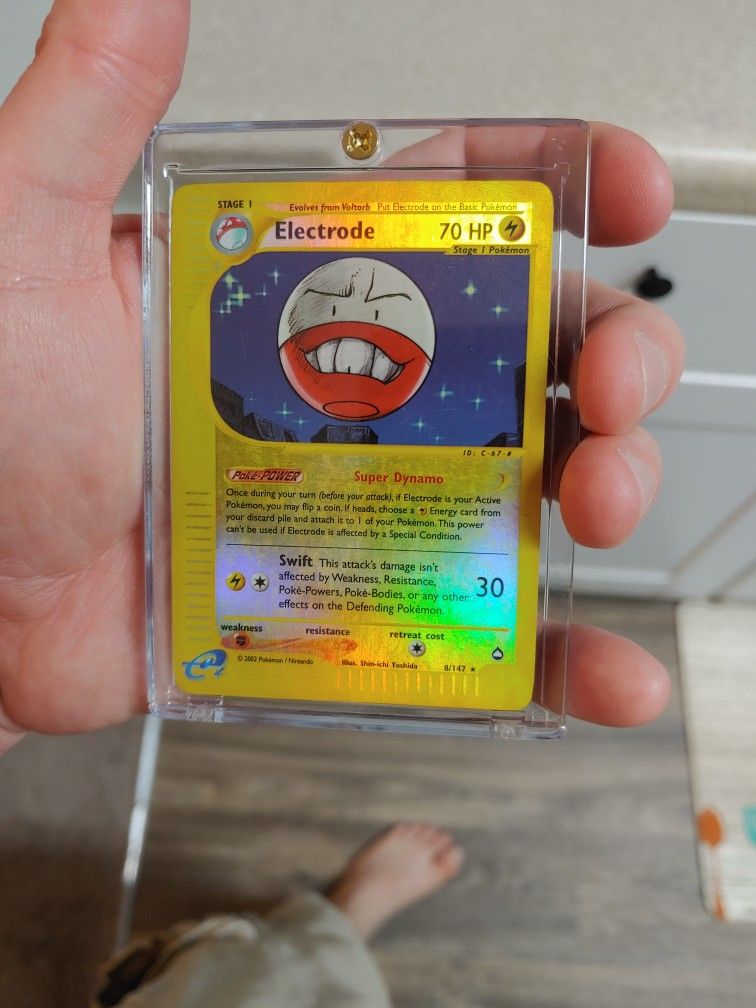 STAGE 1
Evolves from Voltorb Put Electrode on the Basic Pokémon
Electrode 70 HP
Stage 1 Pokémon
ID: C-67-#
Poké-POWER Super Dynamo
Once during your turn (before your attack), if Electrode is your Active
Pokémon, you may flip a coin. If heads, choose a Energy card from
your discard pile and attach it to 1 of your Pokémon. This power
can't be used if Electrode is affected by a Special Condition.
Swift This attack's damage isn't
affected by Weakness, Resistance,
Poké-Powers, Poké-Bodies, or any other
effects on the Defending Pokémon.
30
weakness resistance retreat cost
© 2002 Pokémon / Nintendo Illus. Shin-ichi Yoshida 8/147 ★
e